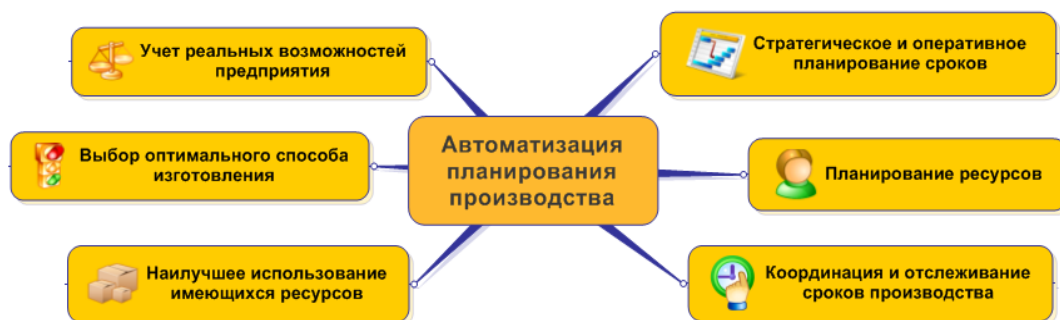 Учет реальных возможностей
предприятия
Стратегическое и оперативное
планирование сроков
Выбор оптимального способа
изготовления
Автоматизация
планирования
производства
Планирование ресурсов
Наилучшее использование
имеющихся ресурсов
Координация и отслеживание
сроков производства